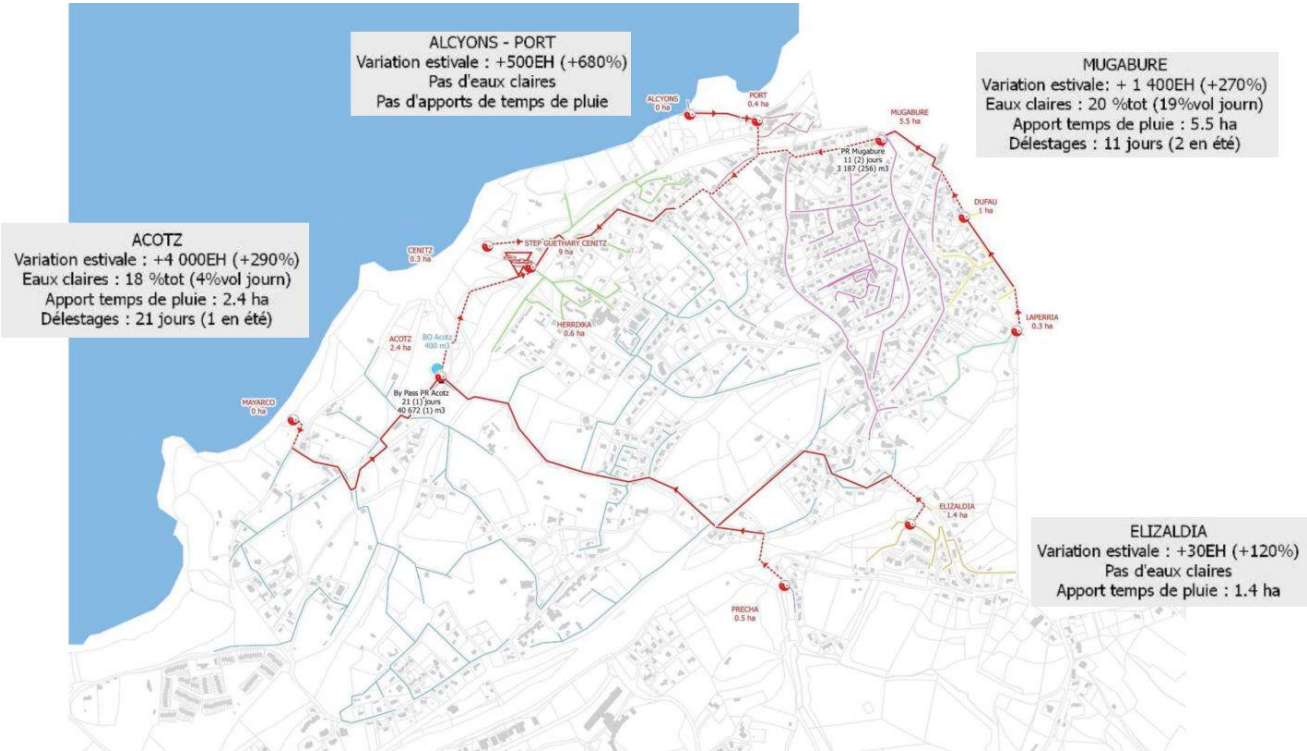 ALCYONS - PORT
Variation estivale : +500EH (+680%)
Pas d'eaux claires
Pas d'apports de temps de pluie
MUGABURE
Variation estivale: + 1 400EH (+270%)
Eaux claires : 20 %tot (19%vol journ)
Apport temps de pluie : 5.5 ha
Délestages : 11 jours (2 en été)
ALCYONS
0 ha
PORT
0.4 ha
MUGABURE
5.5 ha
PR Mugabure
11 (2) jours
3 187 (256) m3
DUFAU
1 ha
ACOTZ
Variation estivale : +4 000EH (+290%)
Eaux claires : 18 %tot (4%vol journ)
Apport temps de pluie : 2.4 ha
Délestages : 21 jours (1 en été)
CENITZ
0.3 ha
STEP GUETHARY CENITZ
9 ha
HERRIXKA
0.6 ha
LAPERRIA
0.3 ha
ACOTZ
2.4 ha
BO Acotz
400 m3
By Pass PR Acotz
21 (1) jours
40 672 (1) m3
MAYARCO
0 ha
ELIZALDIA
1.4 ha
ELIZALDIA
Variation estivale : +30EH (+120%)
Pas d'eaux claires
Apport temps de pluie : 1.4 ha
PRECHA
0.5 ha